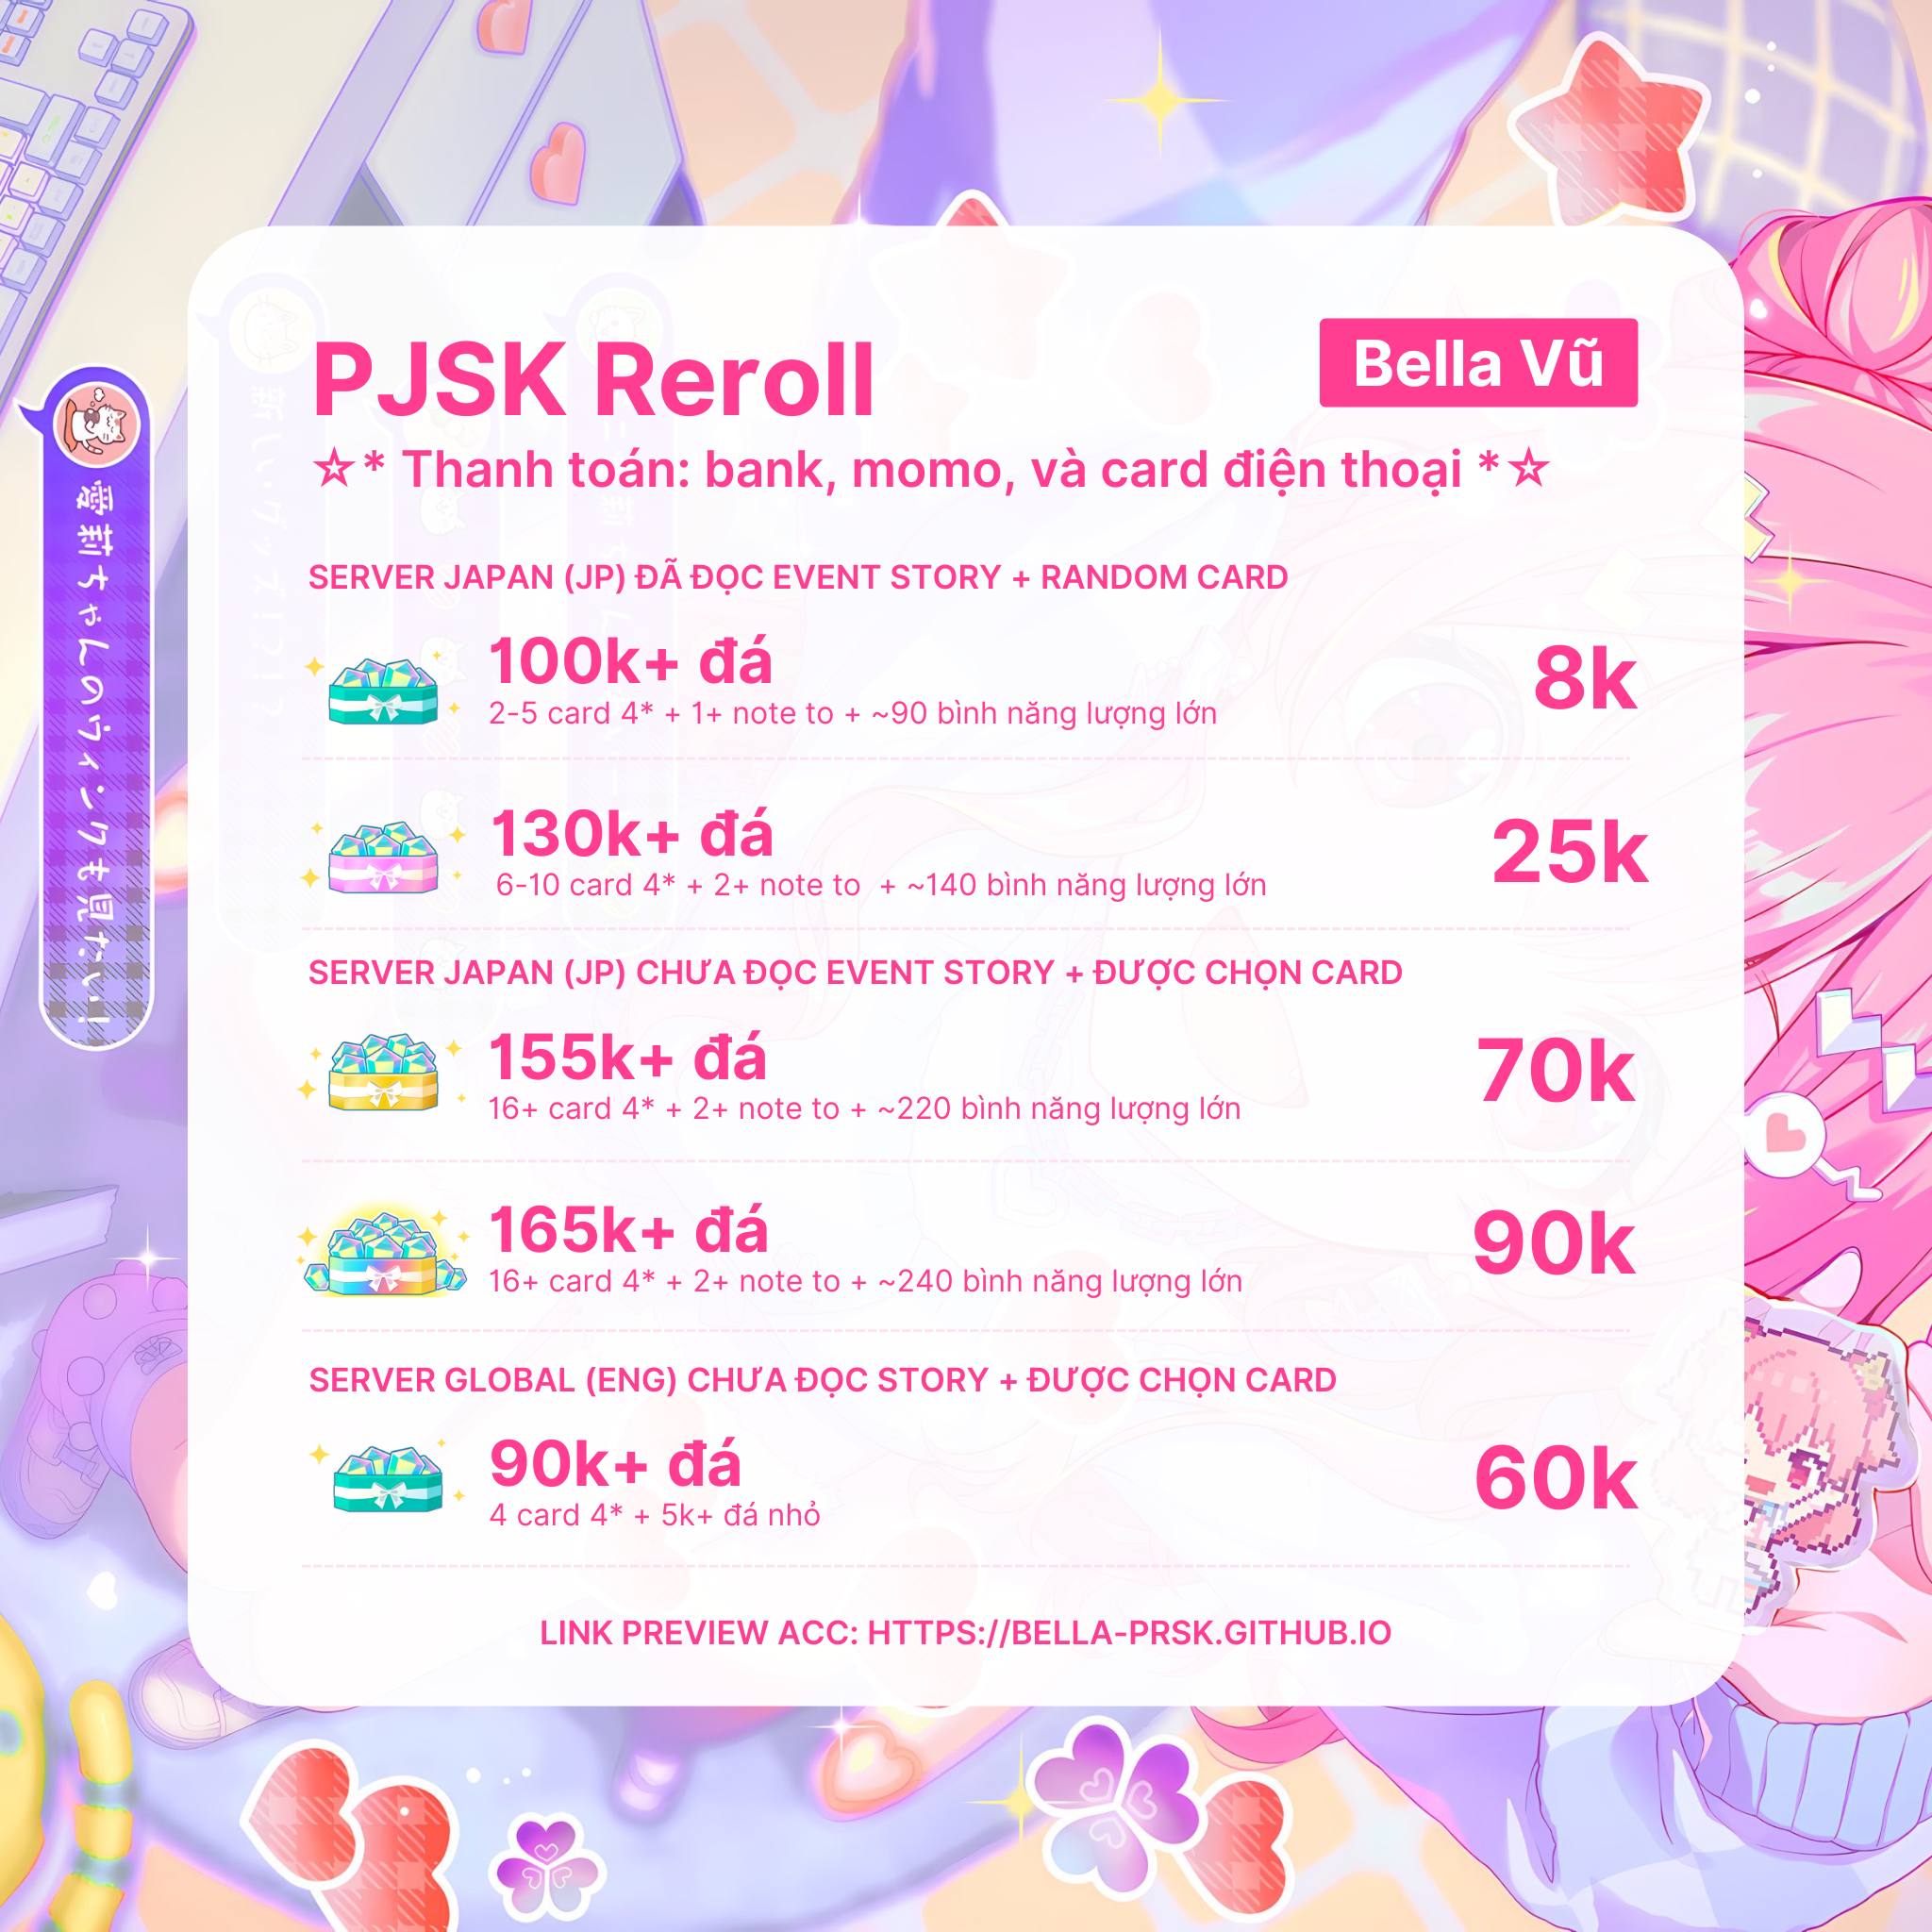 PJSK Reroll
Bella Vũ
☆* Thanh toán: bank, momo, và card điện thoại *☆
SERVER JAPAN (JP) ĐÃ ĐỌC EVENT STORY + RANDOM CARD
100k+ đá
2-5 card 4* + 1+ note to + ~90 bình năng lượng lớn
8k
130k+ đá
6-10 card 4* + 2+ note to + ~140 bình năng lượng lớn
25k
SERVER JAPAN (JP) CHƯA ĐỌC EVENT STORY + ĐƯỢC CHỌN CARD
155k+ đá
16+ card 4* + 2+ note to + ~220 bình năng lượng lớn
70k
165k+ đá
16+ card 4* + 2+ note to + ~240 bình năng lượng lớn
90k
SERVER GLOBAL (ENG) CHƯA ĐỌC STORY + ĐƯỢC CHỌN CARD
90k+ đá
4 card 4* + 5k+ đá nhỏ
60k
LINK PREVIEW ACC: HTTPS://BELLA-PRSK.GITHUB.IO
愛莉ちゃんのウィンクも見たい!